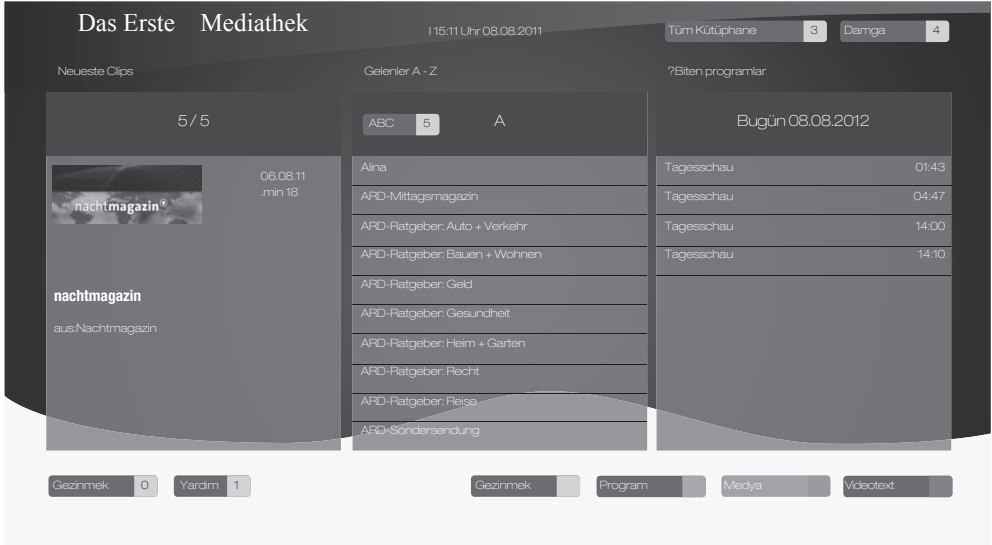 Das Erste Mediathek
I 15:11 Uhr 08.08.2011
Tüm Kütüphane 3
Damga 4
Neueste Clips
Gelenler A - Z
?Biten programlar
5 / 5
ABC 5
A
Bugün 08.08.2012
nachtmagazin
06.08.11
.min 18
nachtmagazin
aus:Nachtmagazin
Alina
ARD-Mittagsmagazin
ARD-Ratgeber: Auto + Verkehr
ARD-Ratgeber: Bauen + Wohnen
ARD-Ratgeber: Geld
ARD-Ratgeber: Gesundheit
ARD-Ratgeber: Heim + Garten
ARD-Ratgeber: Recht
ARD-Ratgeber: Reise
ARD-Sondersendung
Tagesschau 01:43
Tagesschau 04:47
Tagesschau 14:00
Tagesschau 14:10
Gezinmek 0
Yardim 1
Gezinmek
Program
Medya
Videotext